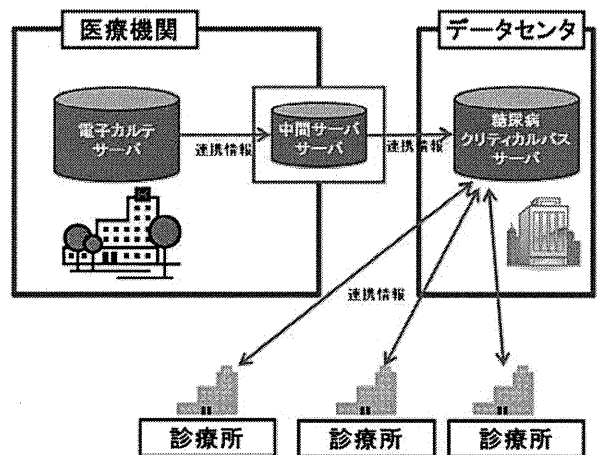 医療機関
データセンタ
電子カルテ
サーバ
中間サーバ
サーバ
糖尿病
クリティカルパス
サーバ
連携情報
連携情報
連携情報
診療所
診療所
診療所